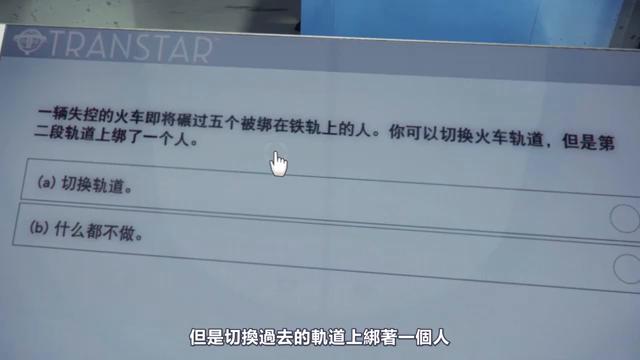 TRANSTAR
一辆失控的火车即将碾过五个被绑在铁轨上的人。你可以切换火车轨道，但是第
二段轨道上绑了一个人。
(a) 切换轨道。
(b) 什么都不做。
但是切換過去的軌道上綁著一個人